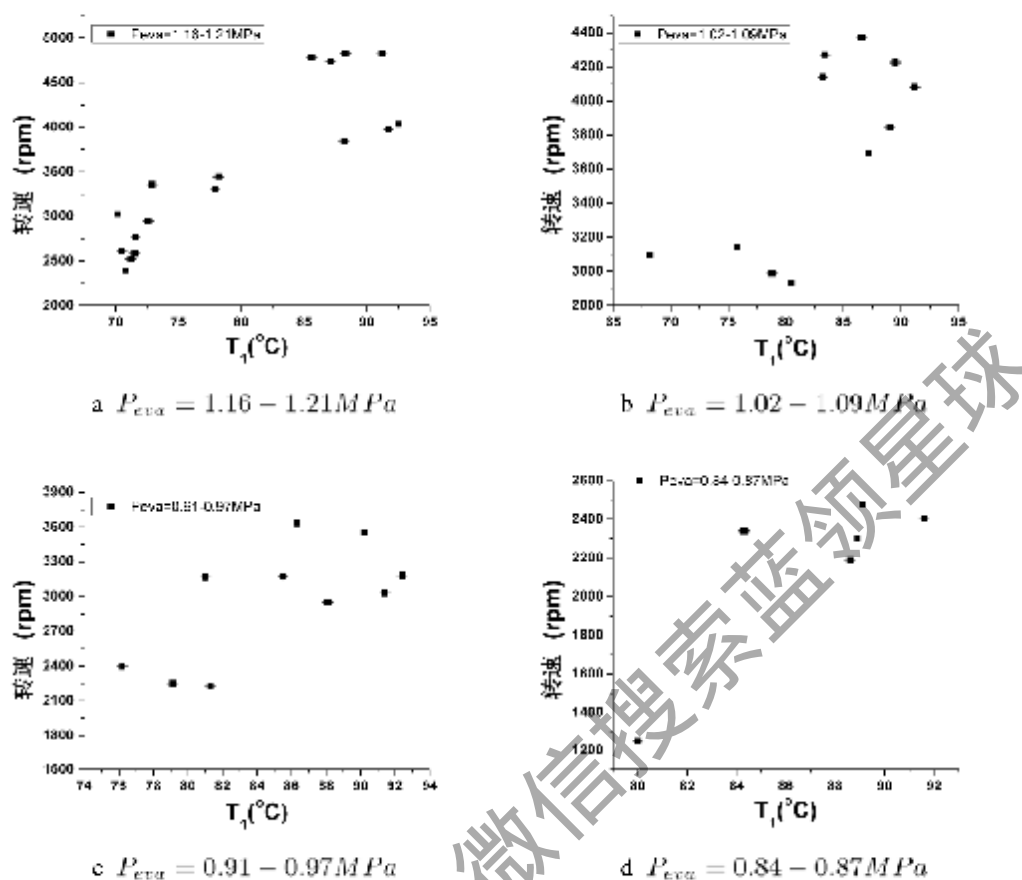 Peva=1.16-1.21MPa
5000
4500
4000
3500
3000
2500
2000
转速 (rpm)
70 75 80 85 90 95
T₁(°C)
a P_eva = 1.16 − 1.21MPa
Peva=1.02-1.09MPa
4400
4200
4000
3800
3600
3400
3200
3000
2800
转速 (rpm)
65 70 75 80 85 90 95
T₁(°C)
b P_eva = 1.02 − 1.09MPa
Peva=0.91-0.97MPa
3900
3600
3300
3000
2700
2400
2100
1800
1600
转速 (rpm)
74 76 78 80 82 84 86 88 90 92 94
T₁(°C)
c P_eva = 0.91 − 0.97MPa
Peva=0.84-0.87MPa
2600
2400
2200
2000
1800
1600
1400
1200
转速 (rpm)
80 82 84 86 88 90 92
T₁(°C)
d P_eva = 0.84 − 0.87MPa
微信搜索蓝领星球